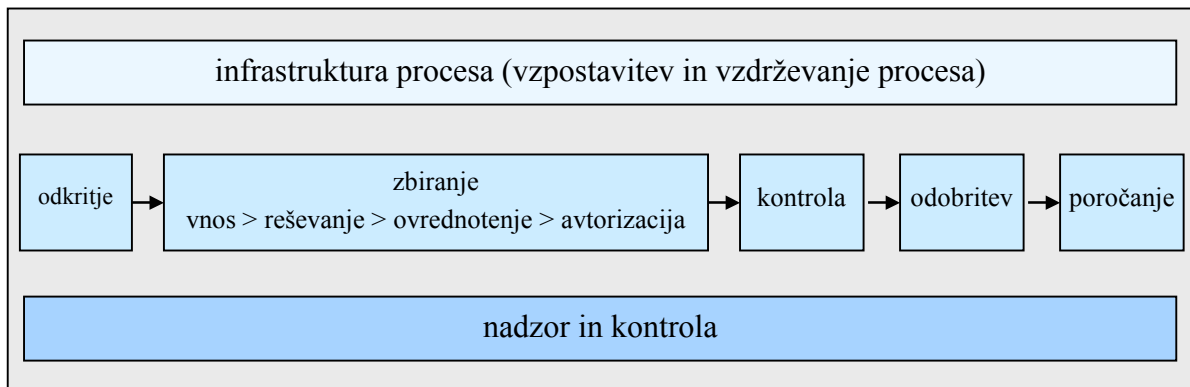 infrastruktura procesa (vzpostavitev in vzdrževanje procesa)
odkritje
zbiranje
vnos > reševanje > ovrednotenje > avtorizacija
kontrola
odobritev
poročanje
nadzor in kontrola